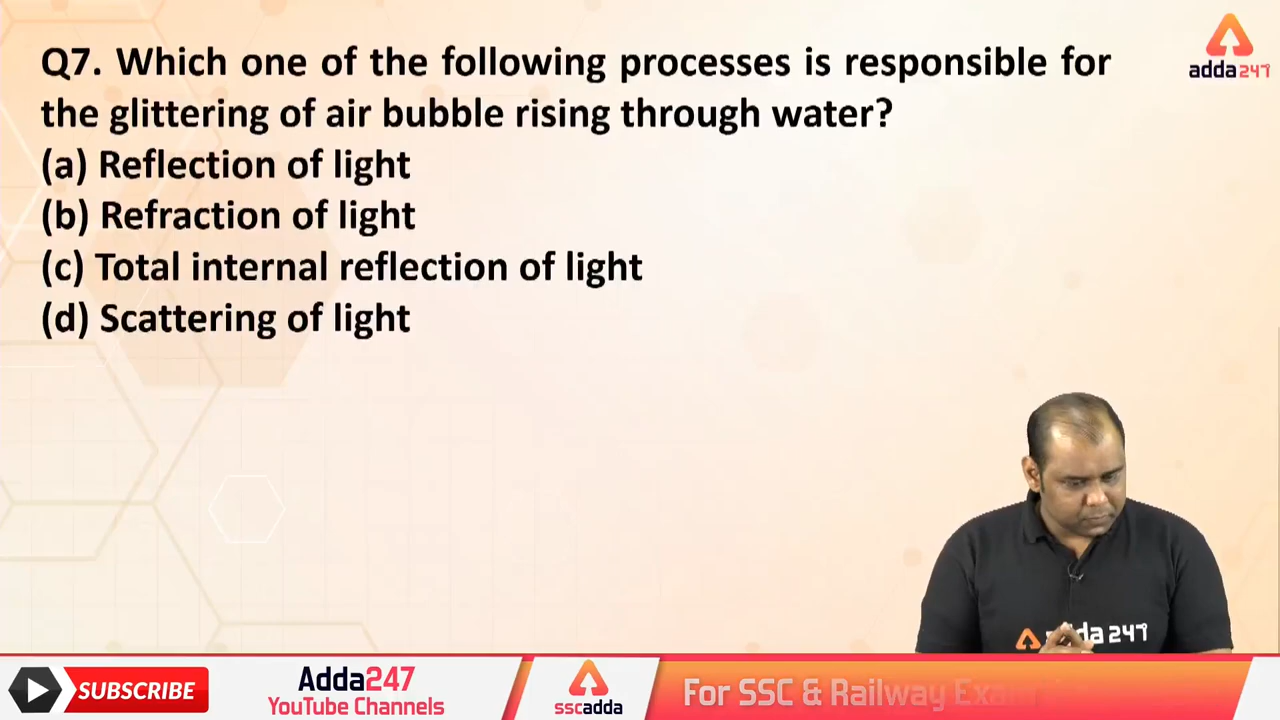 Q7. Which one of the following processes is responsible for
the glittering of air bubble rising through water?
(a) Reflection of light
(b) Refraction of light
(c) Total internal reflection of light
(d) Scattering of light
adda247
adda 247
SUBSCRIBE
Adda247
YouTube Channels
sscadda
For SSC & Railway